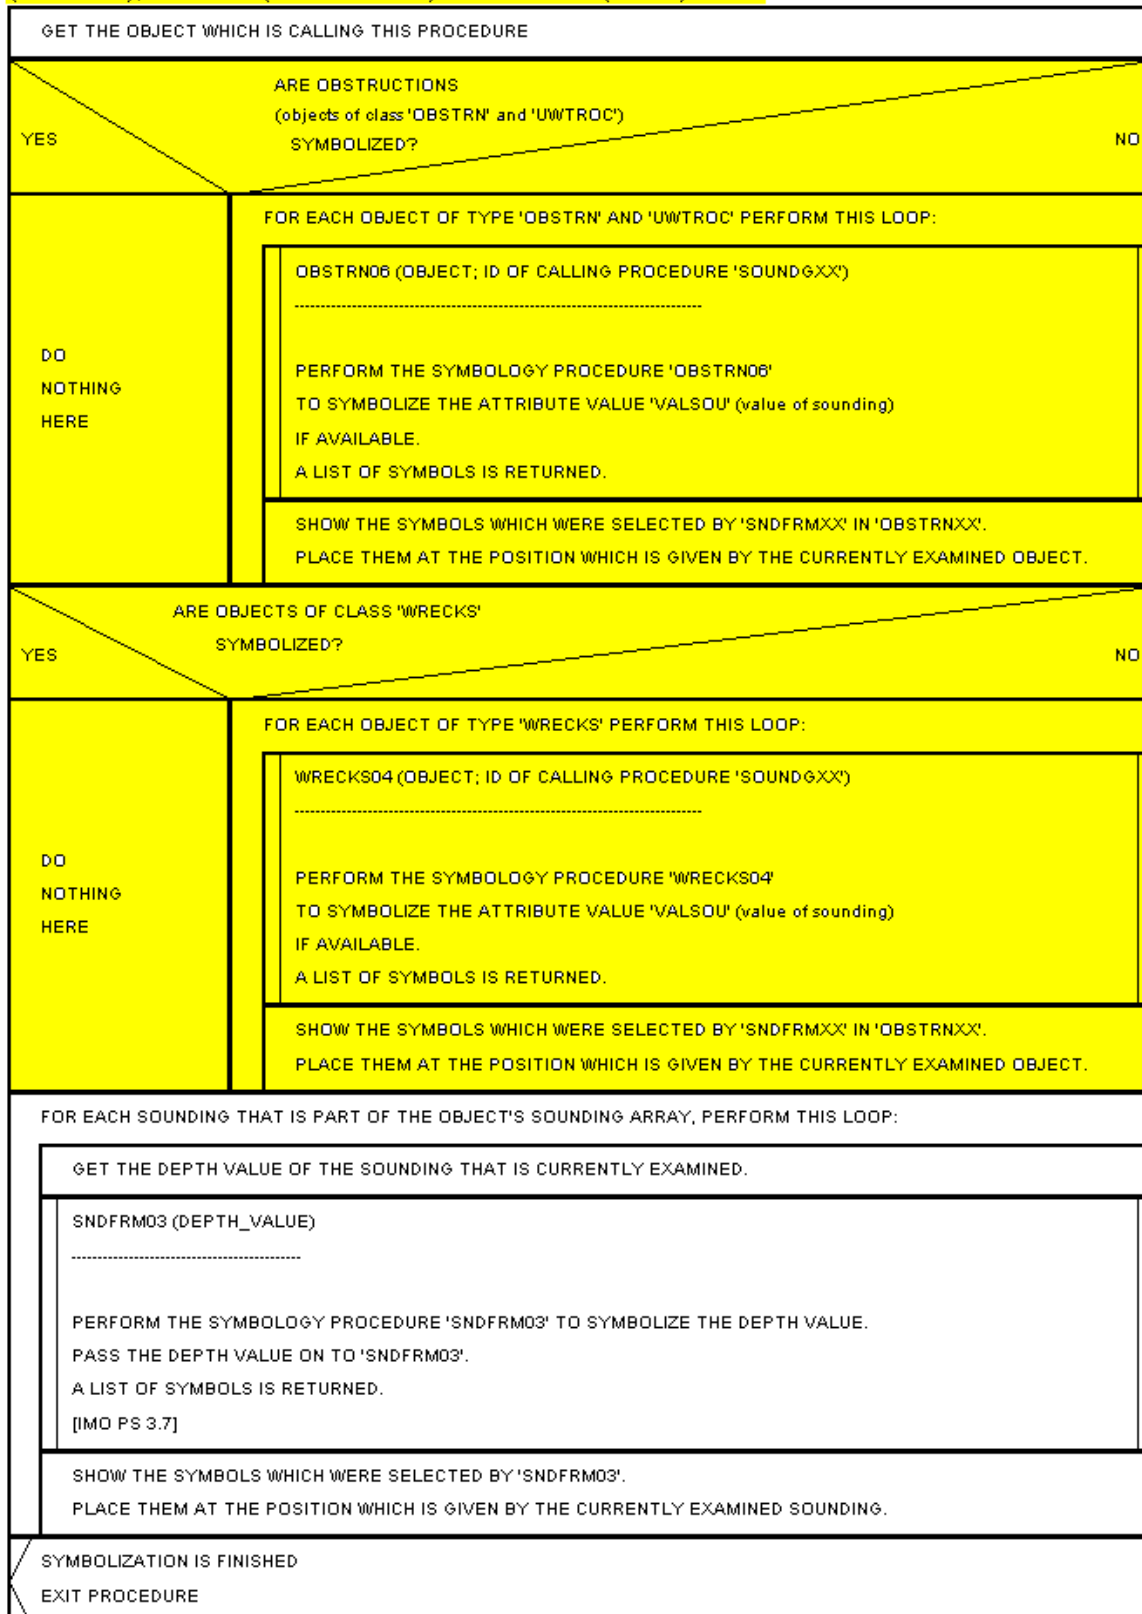 GET THE OBJECT WHICH IS CALLING THIS PROCEDURE
ARE OBSTRUCTIONS
(objects of class 'OBSTRN' and 'UWTROC')
YES
SYMBOLIZED?
NO
FOR EACH OBJECT OF TYPE 'OBSTRN' AND 'UWTROC' PERFORM THIS LOOP:
OBSTRN06 (OBJECT; ID OF CALLING PROCEDURE 'SOUNDGXX')
DO
NOTHING
HERE
PERFORM THE SYMBOLOGY PROCEDURE 'OBSTRN06'
TO SYMBOLIZE THE ATTRIBUTE VALUE 'VALSOU' (value of sounding)
IF AVAILABLE.
A LIST OF SYMBOLS IS RETURNED.
SHOW THE SYMBOLS WHICH WERE SELECTED BY 'SNDFRMXX' IN 'OBSTRNXX'.
PLACE THEM AT THE POSITION WHICH IS GIVEN BY THE CURRENTLY EXAMINED OBJECT.
ARE OBJECTS OF CLASS 'WRECKS'
SYMBOLIZED?
YES
NO
FOR EACH OBJECT OF TYPE 'WRECKS' PERFORM THIS LOOP:
WRECKS04 (OBJECT; ID OF CALLING PROCEDURE 'SOUNDGXX')
DO
NOTHING
HERE
PERFORM THE SYMBOLOGY PROCEDURE 'WRECKS04'
TO SYMBOLIZE THE ATTRIBUTE VALUE 'VALSOU' (value of sounding)
IF AVAILABLE.
A LIST OF SYMBOLS IS RETURNED.
SHOW THE SYMBOLS WHICH WERE SELECTED BY 'SNDFRMXX' IN 'OBSTRNXX'.
PLACE THEM AT THE POSITION WHICH IS GIVEN BY THE CURRENTLY EXAMINED OBJECT.
FOR EACH SOUNDING THAT IS PART OF THE OBJECT'S SOUNDING ARRAY, PERFORM THIS LOOP:
GET THE DEPTH VALUE OF THE SOUNDING THAT IS CURRENTLY EXAMINED.
SNDFRM03 (DEPTH_VALUE)
PERFORM THE SYMBOLOGY PROCEDURE 'SNDFRM03' TO SYMBOLIZE THE DEPTH VALUE.
PASS THE DEPTH VALUE ON TO 'SNDFRM03'.
A LIST OF SYMBOLS IS RETURNED.
[IMO PS 3.7]
SHOW THE SYMBOLS WHICH WERE SELECTED BY 'SNDFRM03'.
PLACE THEM AT THE POSITION WHICH IS GIVEN BY THE CURRENTLY EXAMINED SOUNDING.
SYMBOLIZATION IS FINISHED
EXIT PROCEDURE